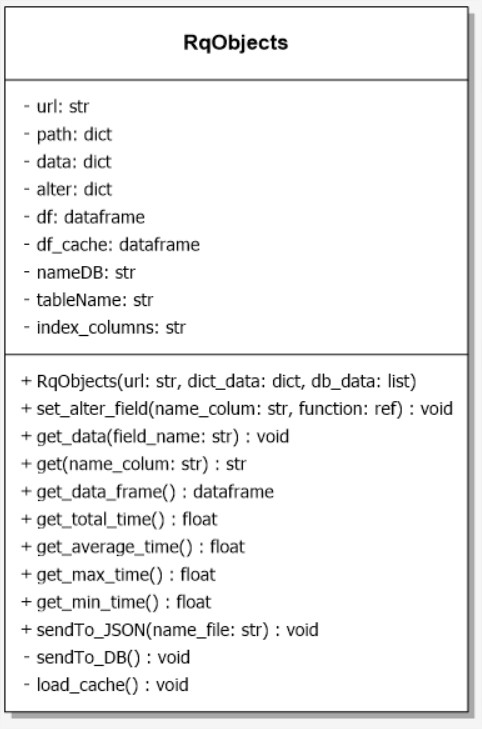 RqObjects
- url: str
- path: dict
- data: dict
- alter: dict
- df: dataframe
- df_cache: dataframe
- nameDB: str
- tableName: str
- index_columns: str
+ RqObjects(url: str, dict_data: dict, db_data: list)
+ set_alter_field(name_colum: str, function: ref) : void
+ get_data(field_name: str) : void
+ get(name_colum: str) : str
+ get_data_frame() : dataframe
+ get_total_time() : float
+ get_average_time() : float
+ get_max_time() : float
+ get_min_time() : float
+ sendTo_JSON(name_file: str) : void
- sendTo_DB() : void
- load_cache() : void